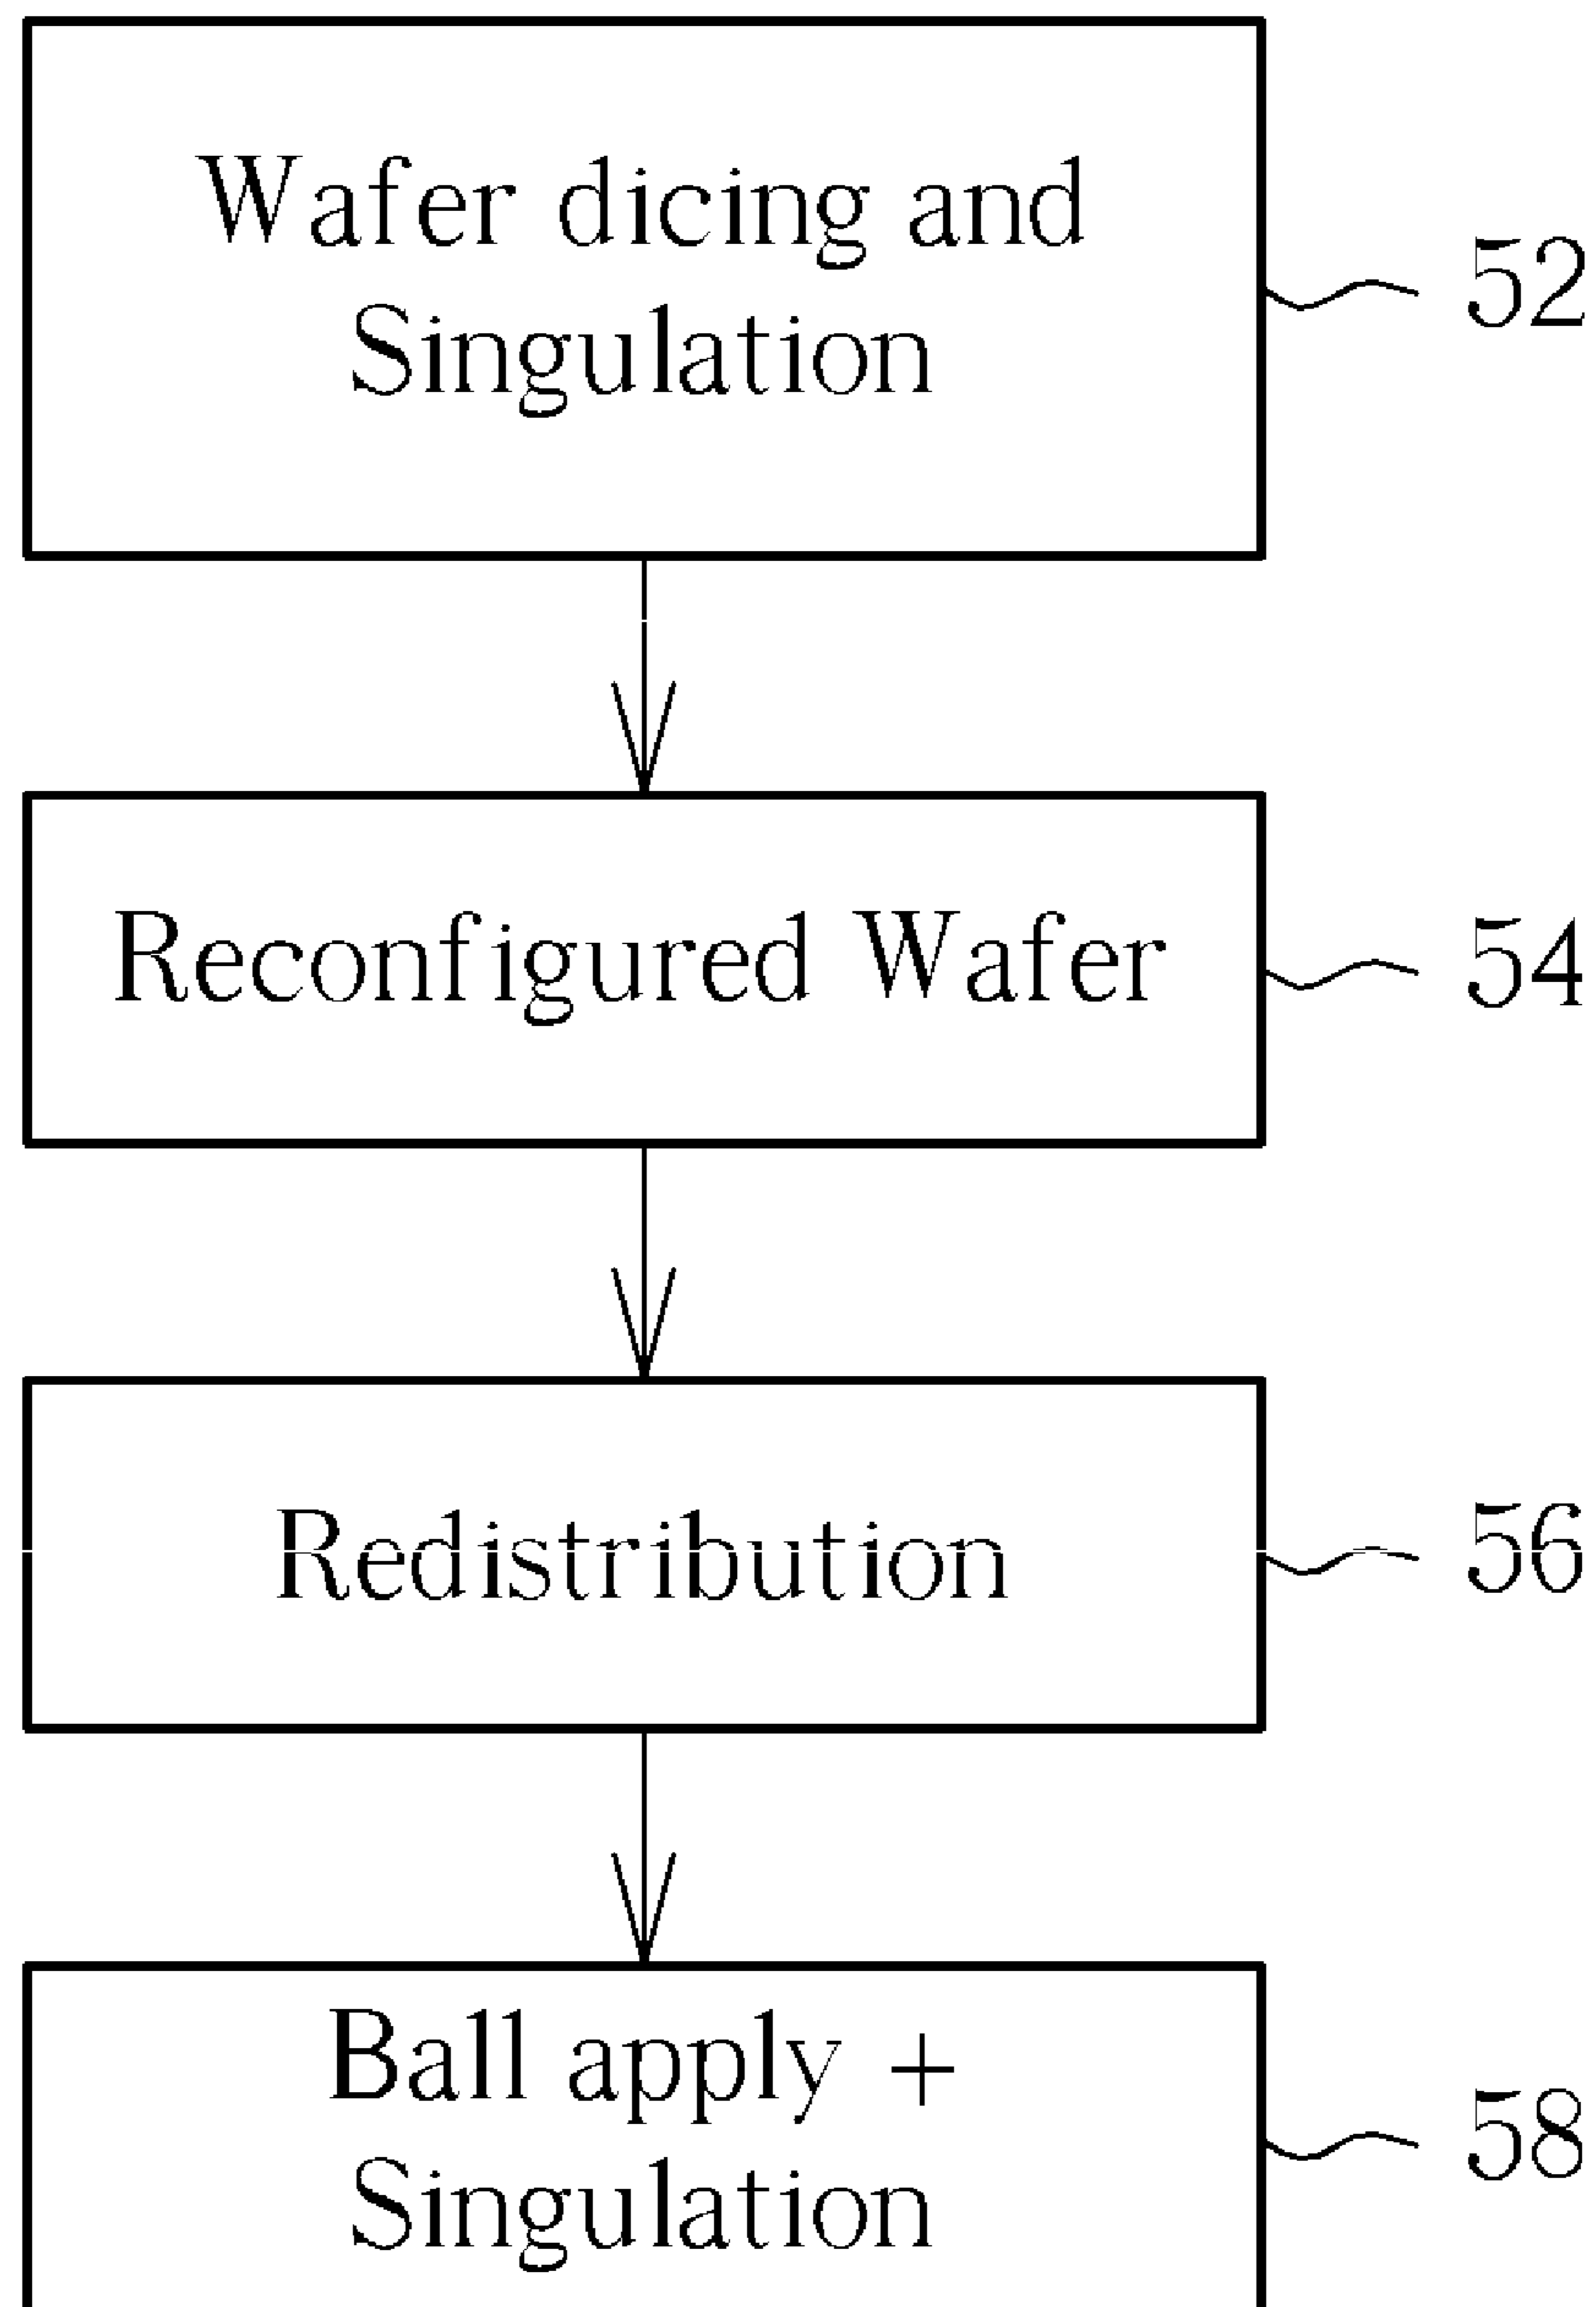 Wafer dicing and
Singulation
52
Reconfigured Wafer
54
Redistribution
56
Ball apply +
Singulation
58